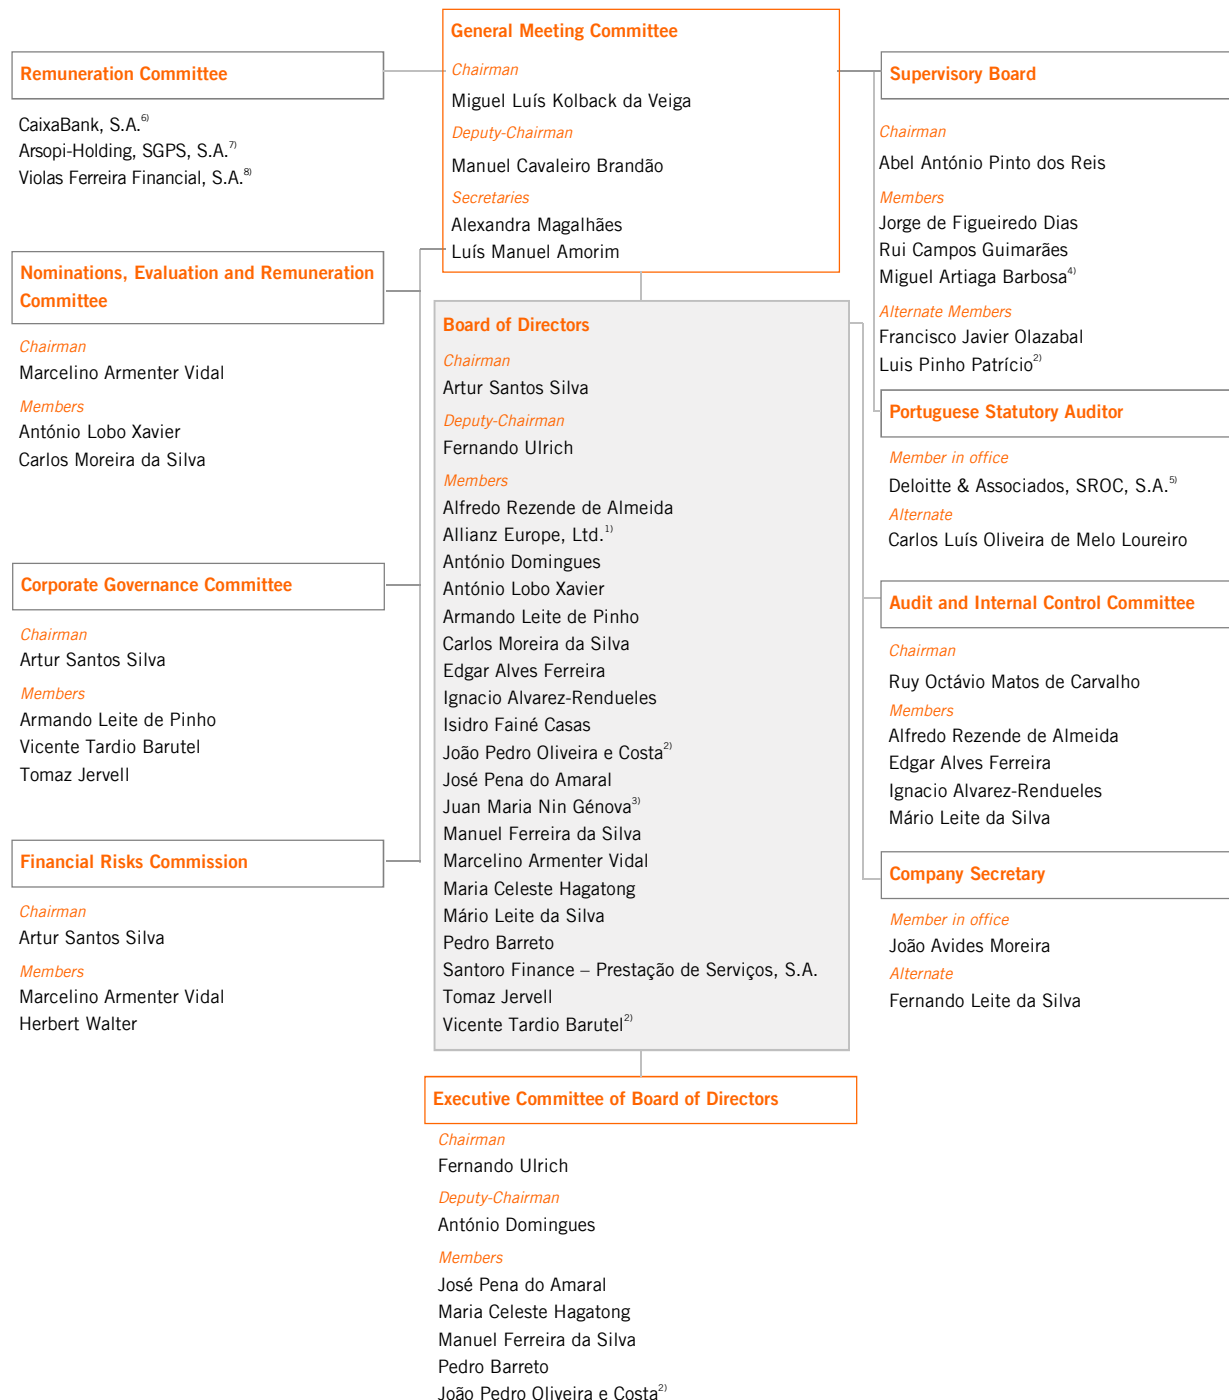 General Meeting Committee
Chairman
Miguel Luís Kolback da Veiga
Deputy-Chairman
Manuel Cavaleiro Brandão
Secretaries
Alexandra Magalhães
Luís Manuel Amorim
Remuneration Committee
CaixaBank, S.A.6)
Arsopi-Holding, SGPS, S.A.7)
Violas Ferreira Financial, S.A.8)
Nominations, Evaluation and Remuneration
Committee
Chairman
Marcelino Armenter Vidal
Members
António Lobo Xavier
Carlos Moreira da Silva
Corporate Governance Committee
Chairman
Artur Santos Silva
Members
Armando Leite de Pinho
Vicente Tardio Barutel
Tomaz Jervell
Financial Risks Commission
Chairman
Artur Santos Silva
Members
Marcelino Armenter Vidal
Herbert Walter
Board of Directors
Chairman
Artur Santos Silva
Deputy-Chairman
Fernando Ulrich
Members
Alfredo Rezende de Almeida
Allianz Europe, Ltd.1)
António Domingues
António Lobo Xavier
Armando Leite de Pinho
Carlos Moreira da Silva
Edgar Alves Ferreira
Ignacio Alvarez-Rendueles
Isidro Fainé Casas
João Pedro Oliveira e Costa2)
José Pena do Amaral
Juan Maria Nin Génova3)
Manuel Ferreira da Silva
Marcelino Armenter Vidal
Maria Celeste Hagatong
Mário Leite da Silva
Pedro Barreto
Santoro Finance – Prestação de Serviços, S.A.
Tomaz Jervell
Vicente Tardio Barutel2)
Executive Committee of Board of Directors
Chairman
Fernando Ulrich
Deputy-Chairman
António Domingues
Members
José Pena do Amaral
Maria Celeste Hagatong
Manuel Ferreira da Silva
Pedro Barreto
João Pedro Oliveira e Costa2)
Supervisory Board
Chairman
Abel António Pinto dos Reis
Members
Jorge de Figueiredo Dias
Rui Campos Guimarães
Miguel Artiaga Barbosa4)
Alternate Members
Francisco Javier Olazabal
Luis Pinho Patrício2)
Portuguese Statutory Auditor
Member in office
Deloitte & Associados, SROC, S.A.5)
Alternate
Carlos Luís Oliveira de Melo Loureiro
Audit and Internal Control Committee
Chairman
Ruy Octávio Matos de Carvalho
Members
Alfredo Rezende de Almeida
Edgar Alves Ferreira
Ignacio Alvarez-Rendueles
Mário Leite da Silva
Company Secretary
Member in office
João Avides Moreira
Alternate
Fernando Leite da Silva